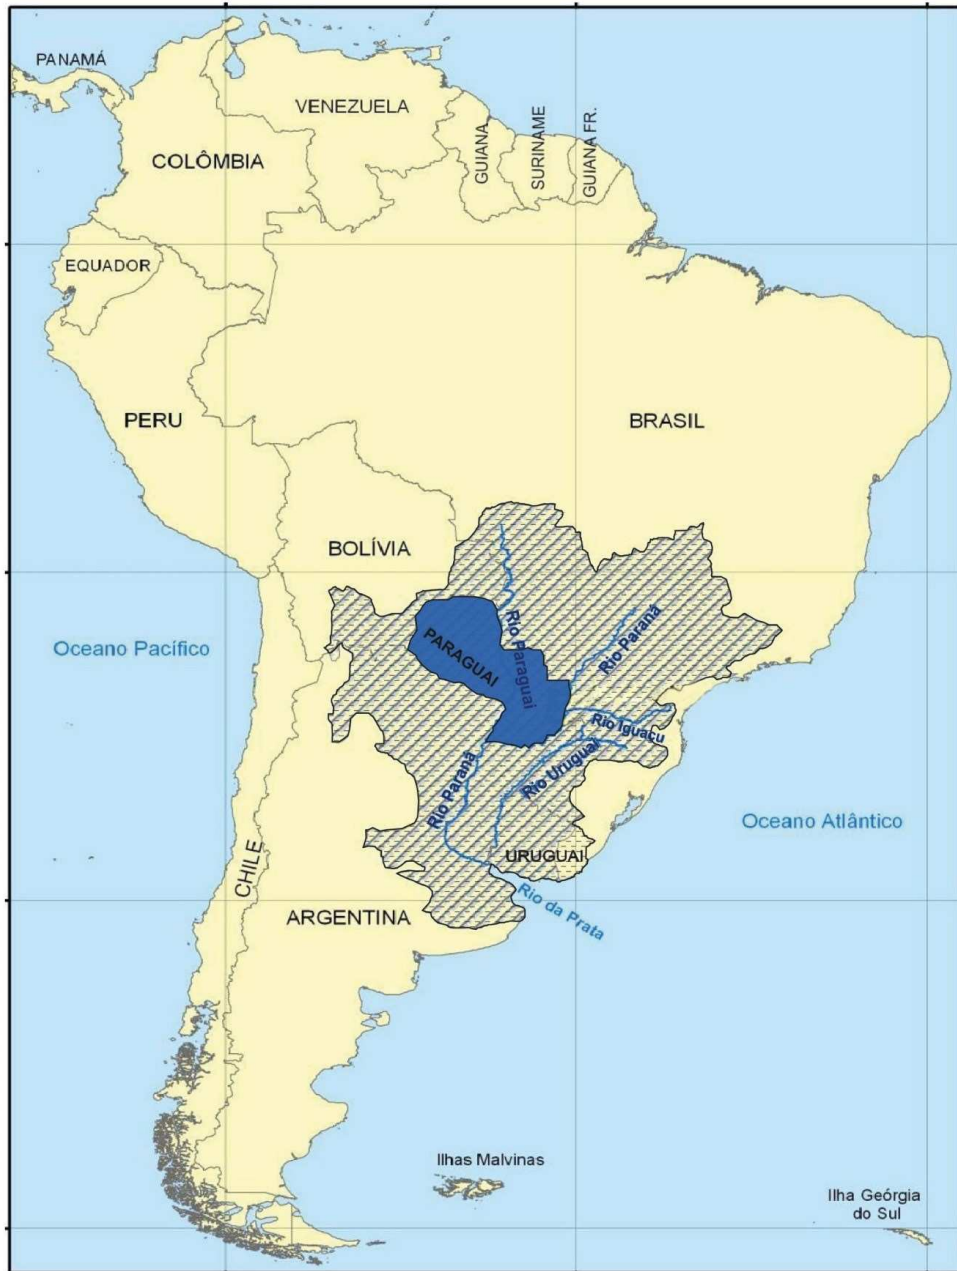 PANAMÁ
VENEZUELA
COLÔMBIA
GUIANA
SURINAME
GUIANA FR.
EQUADOR
PERU
BRASIL
BOLÍVIA
Oceano Pacífico
PARAGUAI
Rio Paraguai
Rio Paraná
Rio Iguaçu
Rio Uruguai
Rio Paraná
Oceano Atlântico
CHILE
URUGUAI
Rio da Prata
ARGENTINA
Ilhas Malvinas
Ilha Geórgia
do Sul